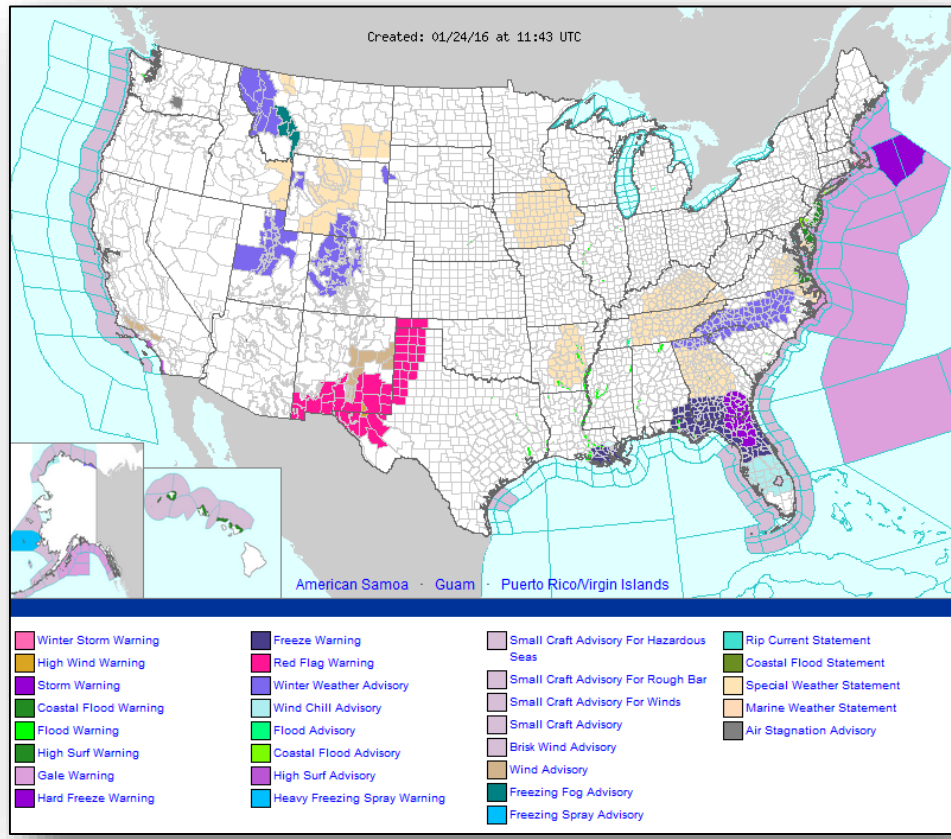 Created: 01/24/16 at 11:43 UTC
American Samoa · Guam · Puerto Rico/Virgin Islands
Winter Storm Warning
High Wind Warning
Storm Warning
Coastal Flood Warning
Flood Warning
High Surf Warning
Gale Warning
Hard Freeze Warning
Freeze Warning
Red Flag Warning
Winter Weather Advisory
Wind Chill Advisory
Flood Advisory
Coastal Flood Advisory
High Surf Advisory
Heavy Freezing Spray Warning
Small Craft Advisory For Hazardous
Seas
Small Craft Advisory For Rough Bar
Small Craft Advisory For Winds
Small Craft Advisory
Brisk Wind Advisory
Wind Advisory
Freezing Fog Advisory
Freezing Spray Advisory
Rip Current Statement
Coastal Flood Statement
Special Weather Statement
Marine Weather Statement
Air Stagnation Advisory